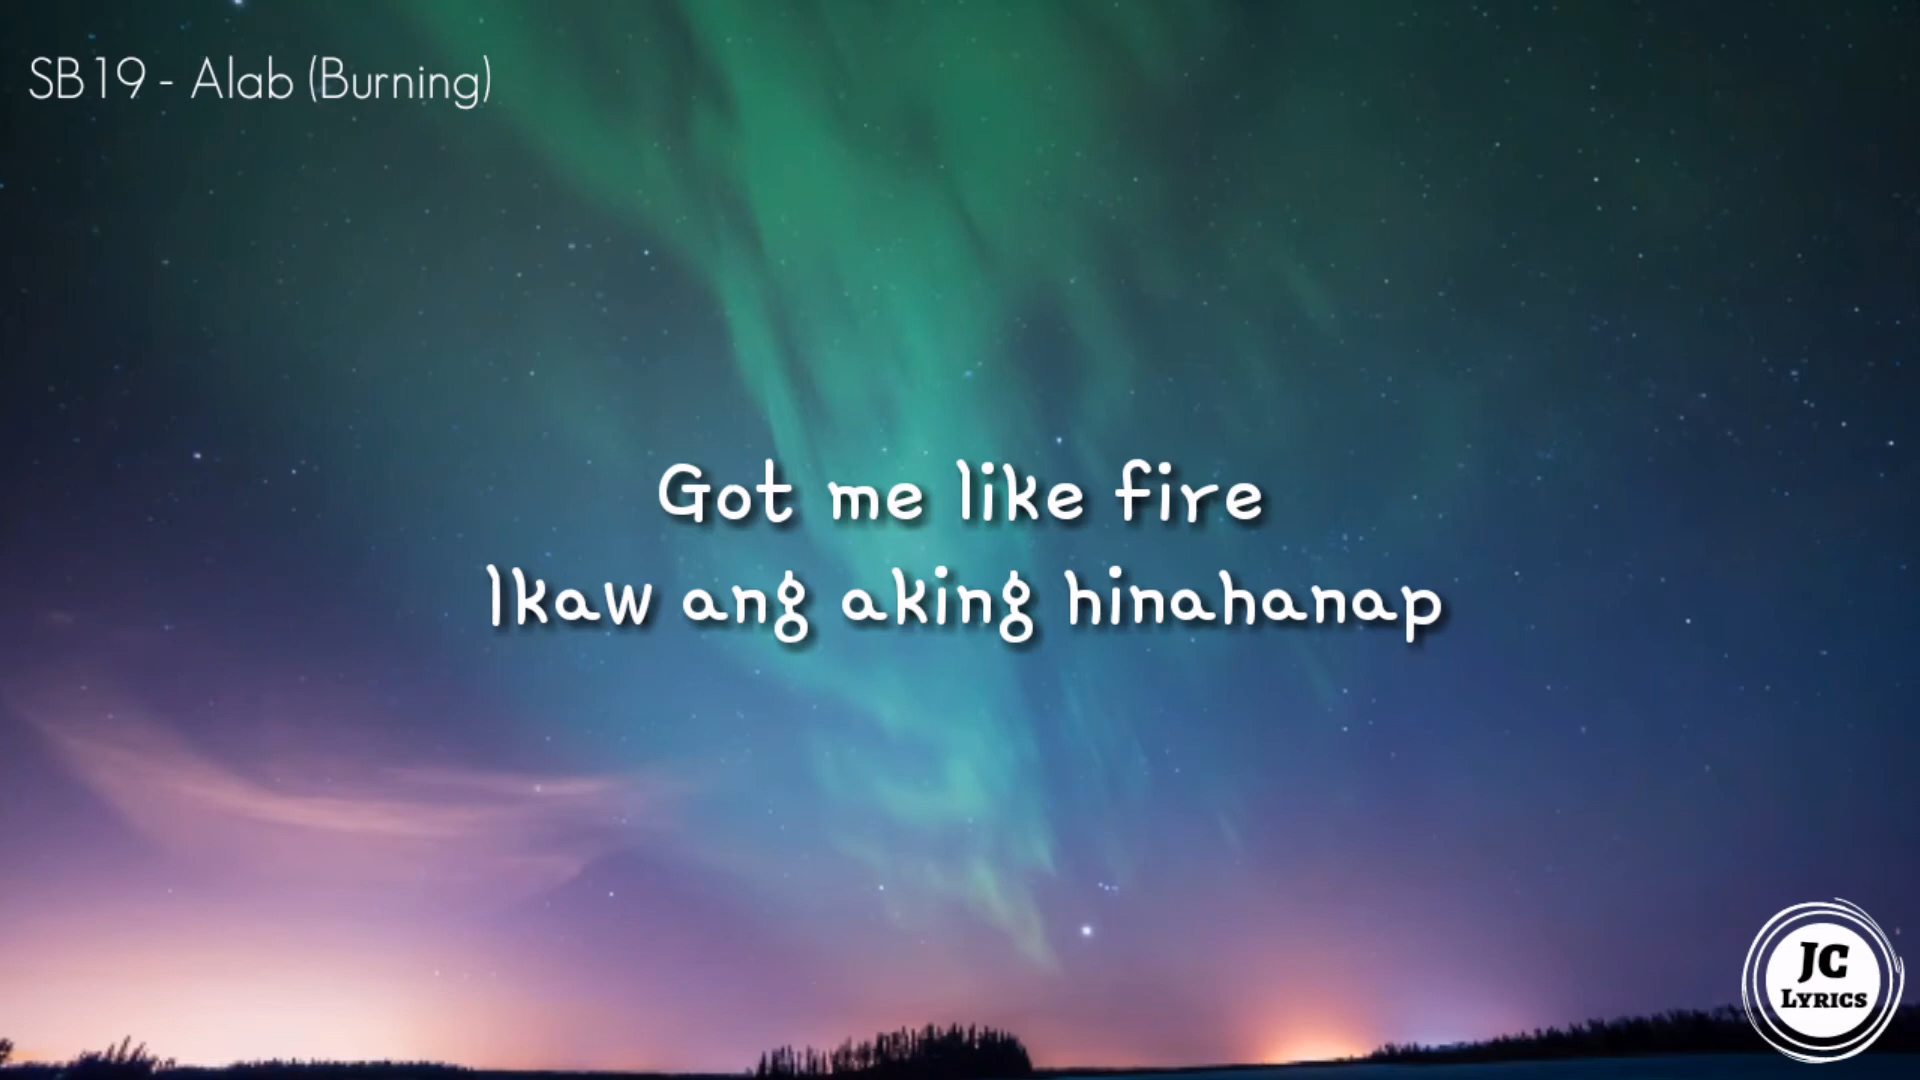 SB19 - Alab (Burning)
Got me like fire
Ikaw ang aking hinahanap
JC
LYRICS